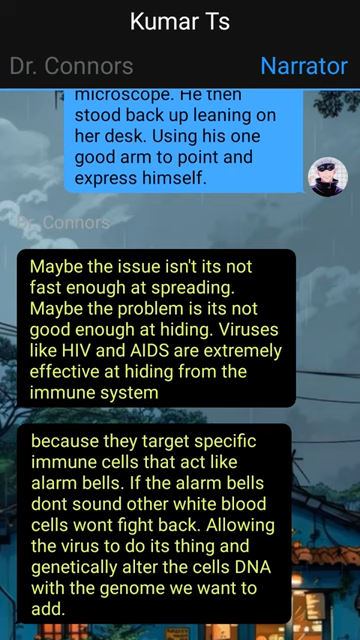 Kumar Ts
Dr. Connors
Narrator
microscope. He then
stood back up leaning on
her desk. Using his one
good arm to point and
express himself.
Dr. Connors
Maybe the issue isn't its not
fast enough at spreading.
Maybe the problem is its not
good enough at hiding. Viruses
like HIV and AIDS are extremely
effective at hiding from the
immune system
because they target specific
immune cells that act like
alarm bells. If the alarm bells
dont sound other white blood
cells wont fight back. Allowing
the virus to do its thing and
genetically alter the cells DNA
with the genome we want to
add.